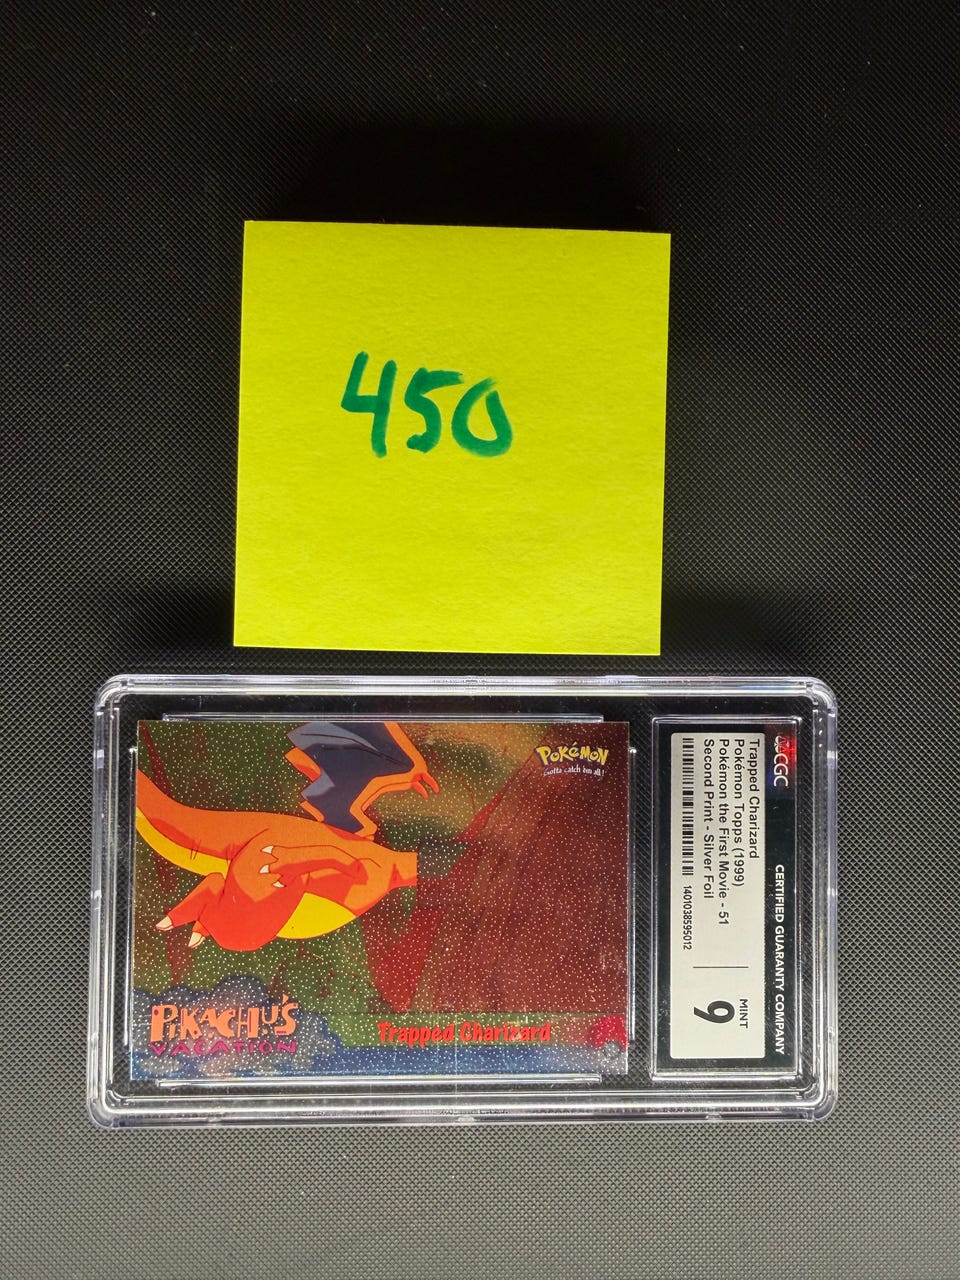 450
Pokémon
Gotta catch 'em all!
PIKACHU'S
VACATION
Trapped Charizard
CGC
CERTIFIED GUARANTY COMPANY
Trapped Charizard
Pokémon Topps (1999)
Pokémon the First Movie - 51
Second Print - Silver Foil
1401038595012
MINT
9